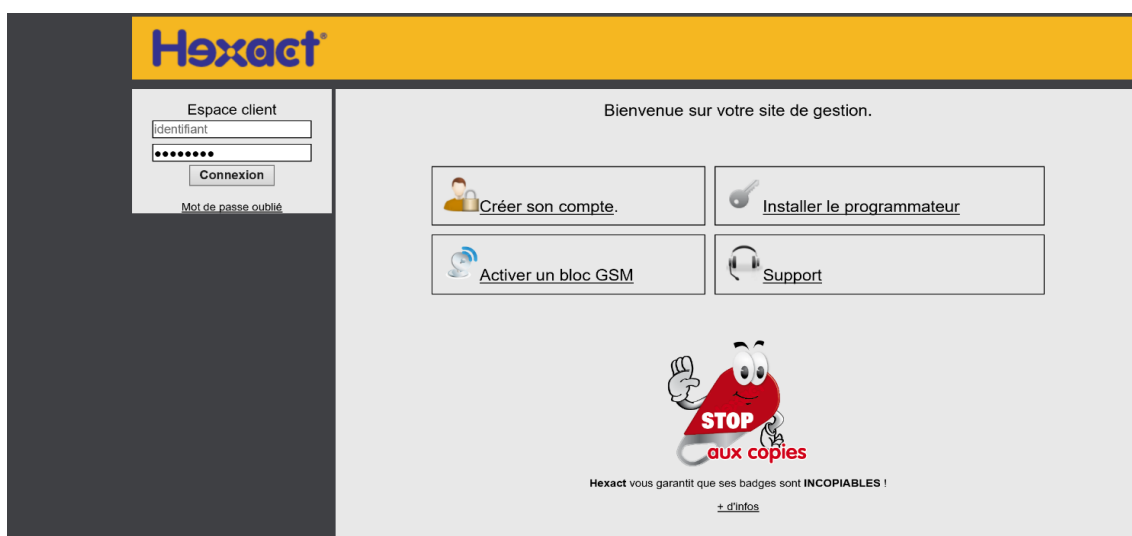 Hexact®
Espace client
identifiant
Connexion
Mot de passe oublié
Bienvenue sur votre site de gestion.
Créer son compte.
Installer le programmateur
Activer un bloc GSM
Support
STOP
aux copies
Hexact vous garantit que ses badges sont INCOPIABLES !
+ d'infos